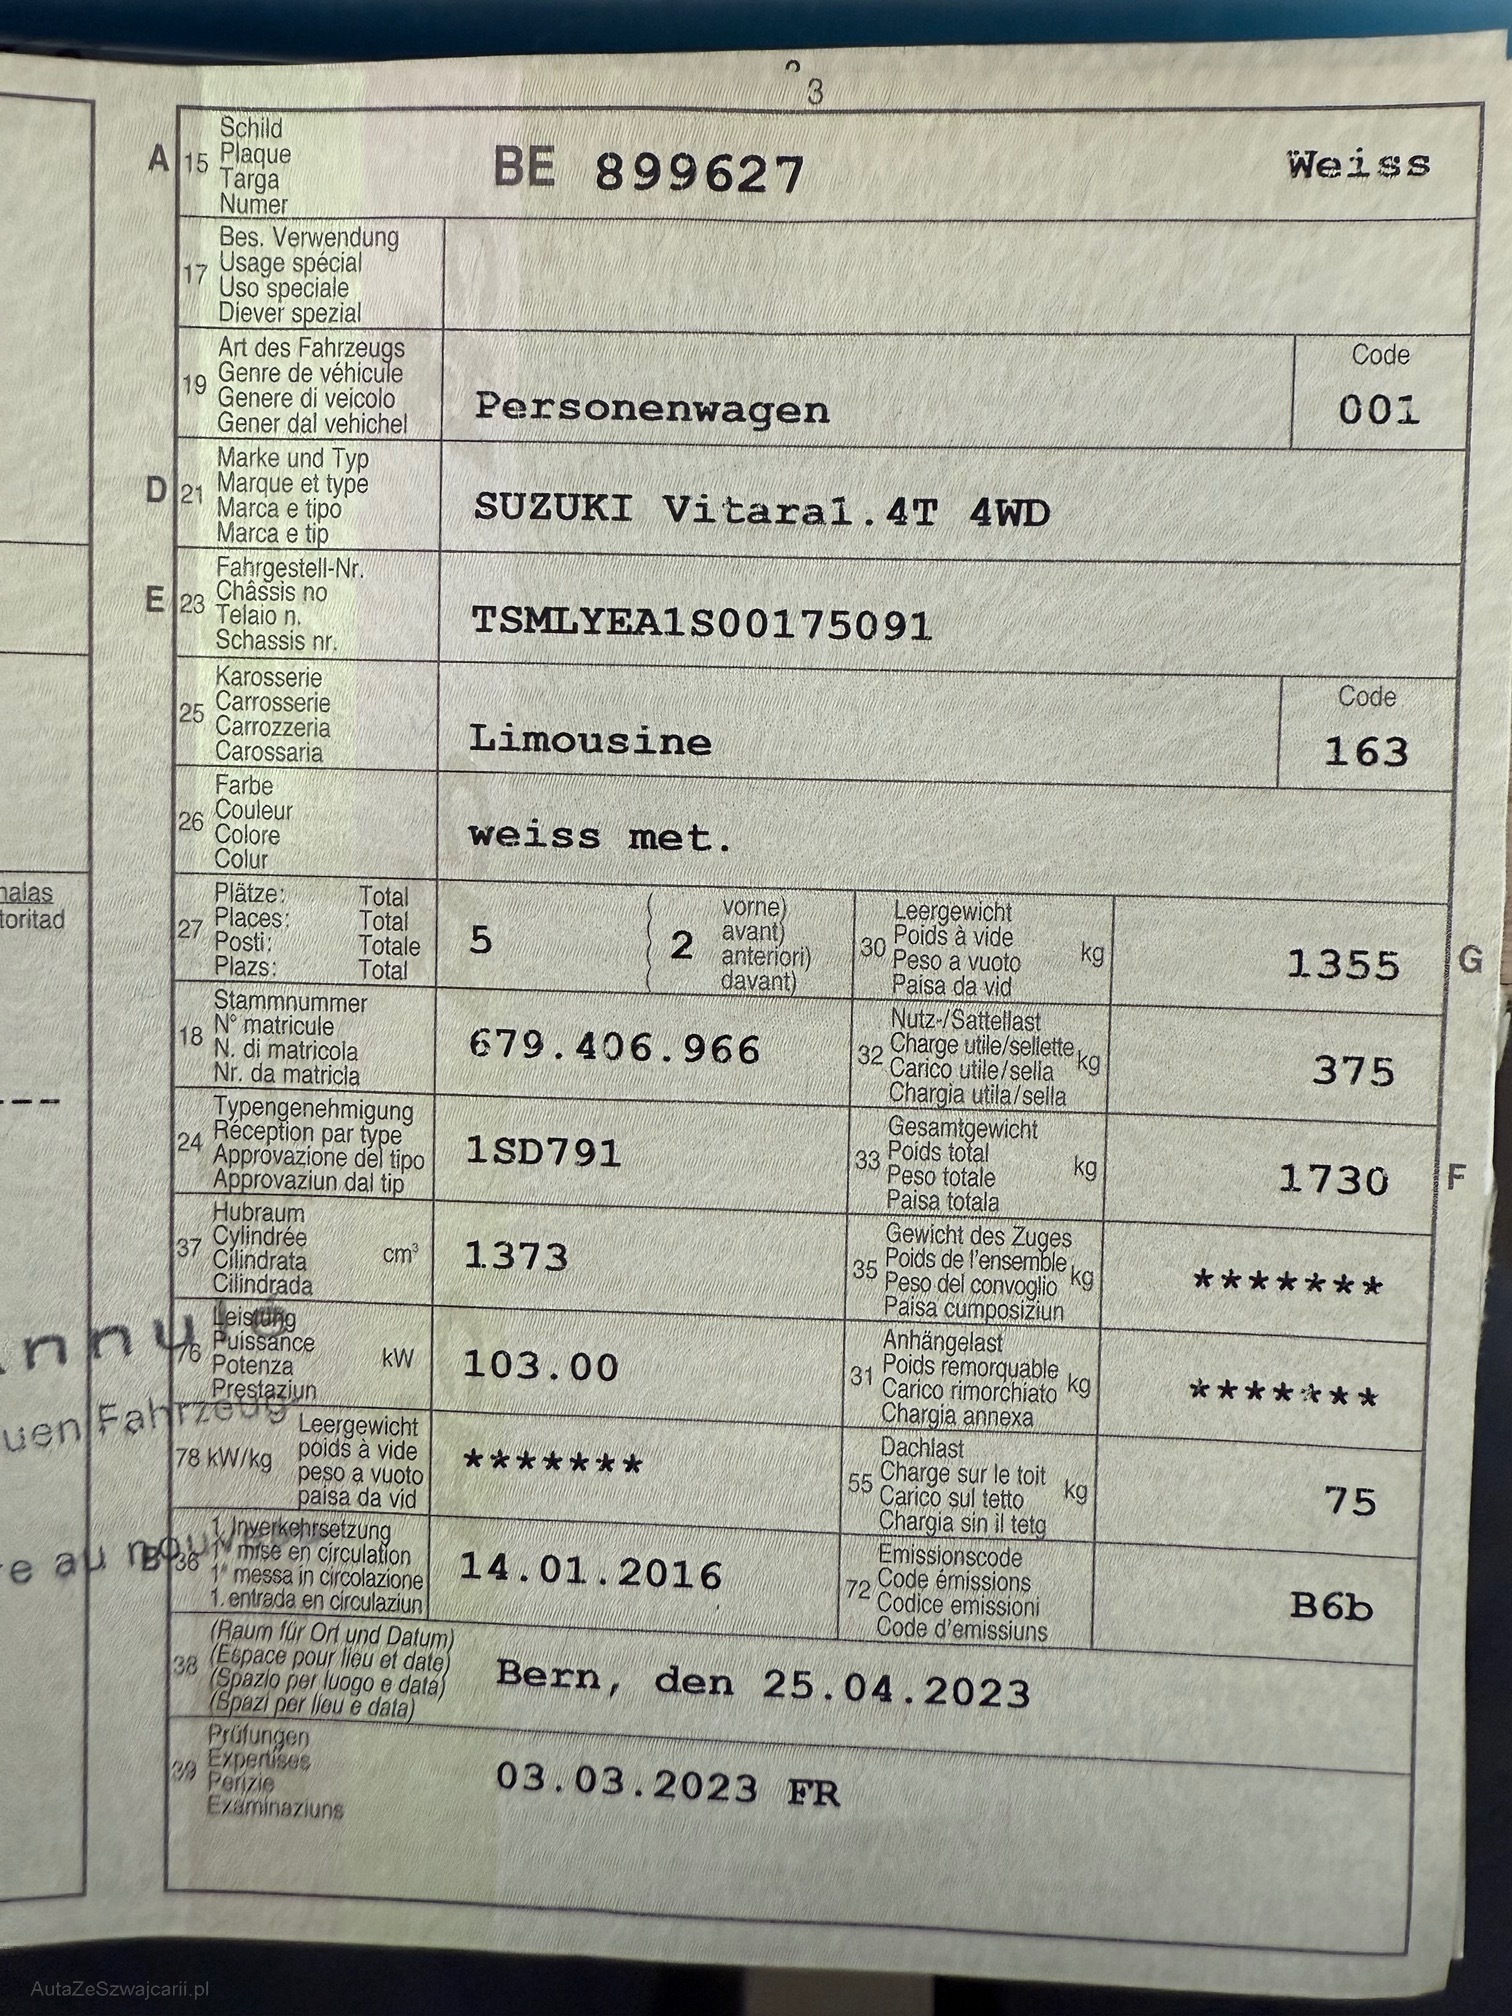 3
A 15 Schild
Plaque
Targa
Numer
BE 899627 Weiss
17 Bes. Verwendung
Usage spécial
Uso speciale
Diever spezial
19 Art des Fahrzeugs
Genre de véhicule
Genere di veicolo
Gener dal vehichel
Personenwagen
Code
001
D 21 Marke und Typ
Marque et type
Marca e tipo
Marca e tip
SUZUKI Vitara1.4T 4WD
E 23 Fahrgestell-Nr.
Châssis no
Telaio n.
Schassis nr.
TSMLYEA1S00175091
25 Karosserie
Carrosserie
Carrozzeria
Carossaria
Limousine
Code
163
26 Farbe
Couleur
Colore
Colur
weiss met.
27 Plätze: Total
Places: Total
Posti: Totale
Plazs: Total
5
2 vorne)
avant)
anteriori)
davant)
30 Leergewicht
Poids à vide
Peso a vuoto
Paisa da vid
kg
1355 G
18 Stammnummer
N° matricule
N. di matricola
Nr. da matricla
679.406.966
32 Nutz-/Sattellast
Charge utile/sellette
Carico utile/sella
Chargia utila/sella
kg
375
24 Typengenehmigung
Réception par type
Approvazione del tipo
Approvaziun dal tip
1SD791
33 Gesamtgewicht
Poids total
Peso totale
Paisa totala
kg
1730 F
37 Hubraum
Cylindrée
Cilindrata
Cilindrada
cm³
1373
35 Gewicht des Zuges
Poids de l'ensemble
Peso del convoglio
Paisa cumposiziun
kg
*******
76 Leistung
Puissance
Potenza
Prestaziun
kW
103.00
31 Anhängelast
Poids remorquable
Carico rimorchiato
Chargia annexa
kg
*******
78 kW/kg Leergewicht
poids à vide
peso a vuoto
paisa da vid
*******
55 Dachlast
Charge sur le toit
Carico sul tetto
Chargia sin il tetg
kg
75
B 36 1. Inverkehrsetzung
1re mise en circulation
1a messa in circolazione
1. entrada en circulaziun
14.01.2016
72 Emissionscode
Code émissions
Codice emissioni
Code d'emissiuns
B6b
38 (Raum für Ort und Datum)
(Espace pour lieu et date)
(Spazio per luogo e data)
(Spazi per lieu e data)
Bern, den 25.04.2023
39 Prüfungen
Expertises
Perizie
Examinaziuns
03.03.2023 FR
nalas
toritad
---
uen Fahrzeug
re au
AutaZeSzwajcarii.pl